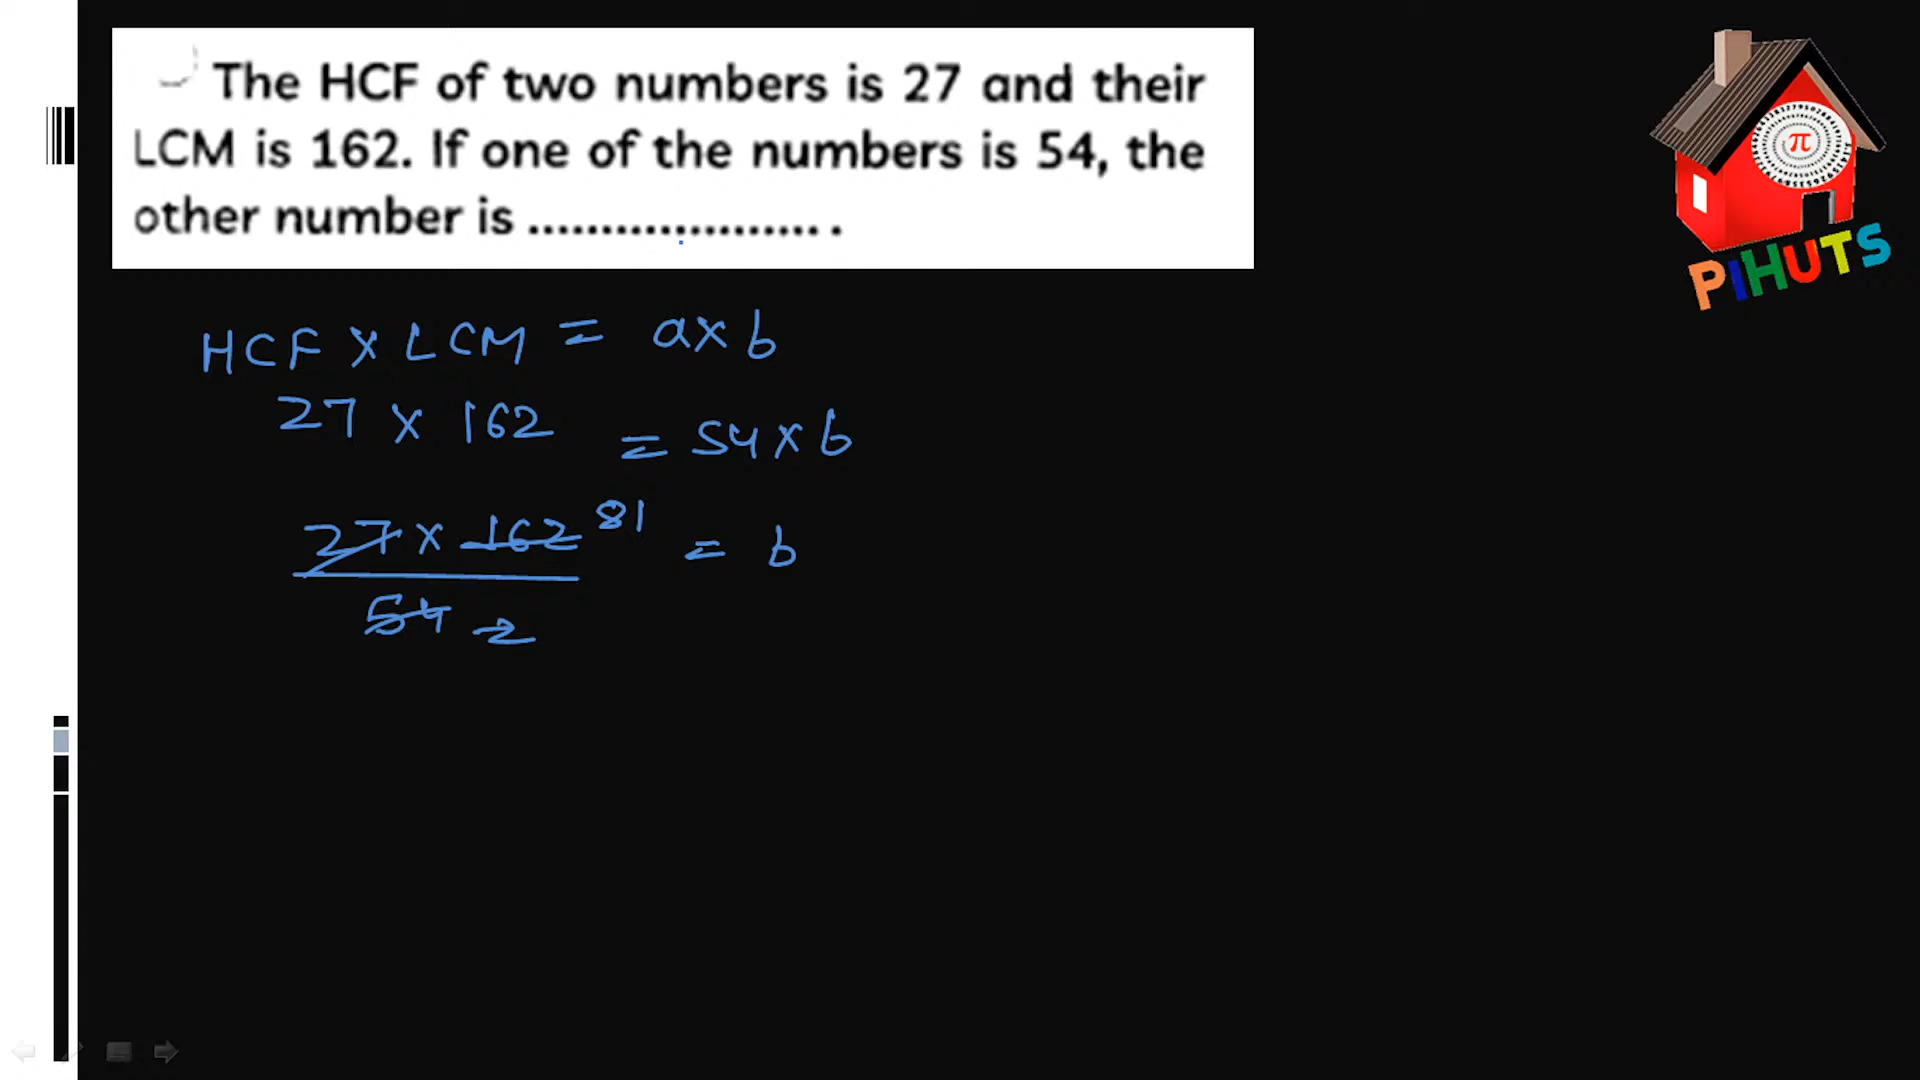 The HCF of two numbers is 27 and their
LCM is 162. If one of the numbers is 54, the
other number is .................... .
HCF x LCM = a x b
27 x 162 = 54 x b
27 x 162 81 = b
54 2
π
PIHUTS